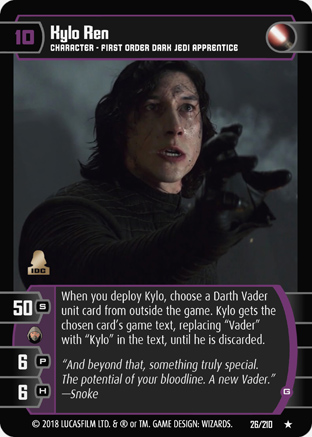 10
Kylo Ren
CHARACTER - FIRST ORDER DARK JEDI APPRENTICE
IDC
50 S
When you deploy Kylo, choose a Darth Vader
unit card from outside the game. Kylo gets the
chosen card's game text, replacing "Vader"
with "Kylo" in the text, until he is discarded.
6 P
"And beyond that, something truly special.
The potential of your bloodline. A new Vader."
—Snoke
6 H
G
© 2018 LUCASFILM LTD. & ® or TM. GAME DESIGN: WIZARDS.
26/210